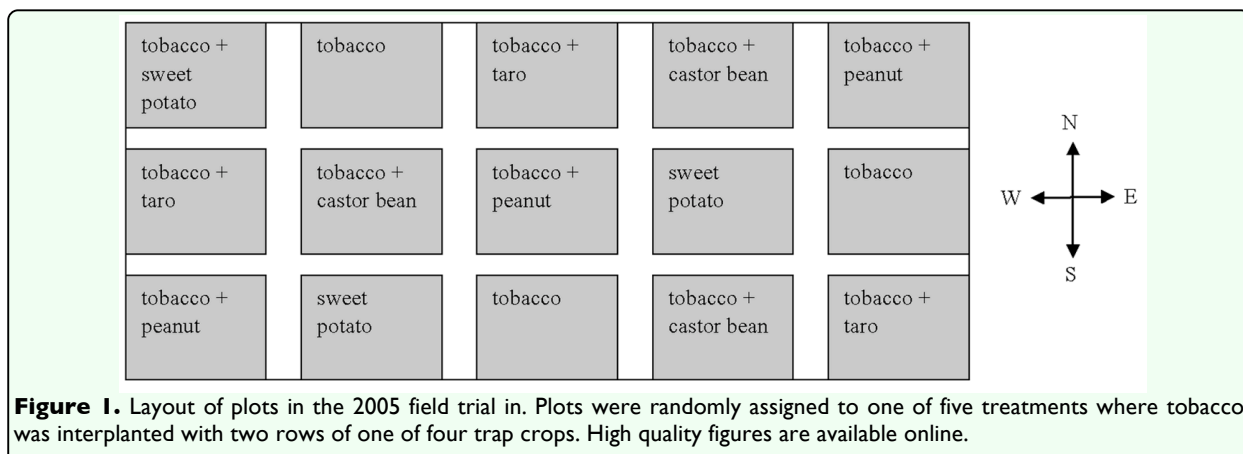 tobacco +
sweet
potato
tobacco
tobacco +
taro
tobacco +
castor bean
tobacco +
peanut
tobacco +
taro
tobacco +
castor bean
tobacco +
peanut
sweet
potato
tobacco
tobacco +
peanut
sweet
potato
tobacco
tobacco +
castor bean
tobacco +
taro
N
W
E
S
Figure 1. Layout of plots in the 2005 field trial in. Plots were randomly assigned to one of five treatments where tobacco
was interplanted with two rows of one of four trap crops. High quality figures are available online.